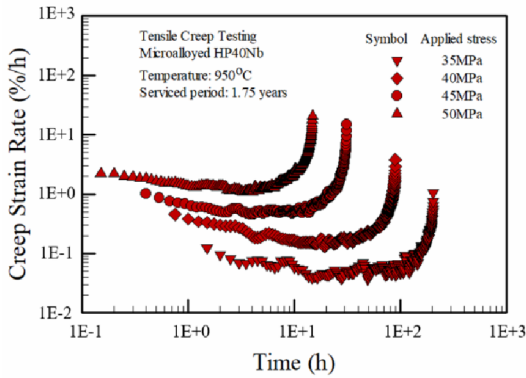 1E+3
1E+2
1E+1
1E+0
1E-1
1E-2
Creep Strain Rate (%/h)
Tensile Creep Testing
Microalloyed HP40Nb
Temperature: 950°C
Serviced period: 1.75 years
Symbol Applied stress
35MPa
40MPa
45MPa
50MPa
1E-1 1E+0 1E+1 1E+2 1E+3
Time (h)